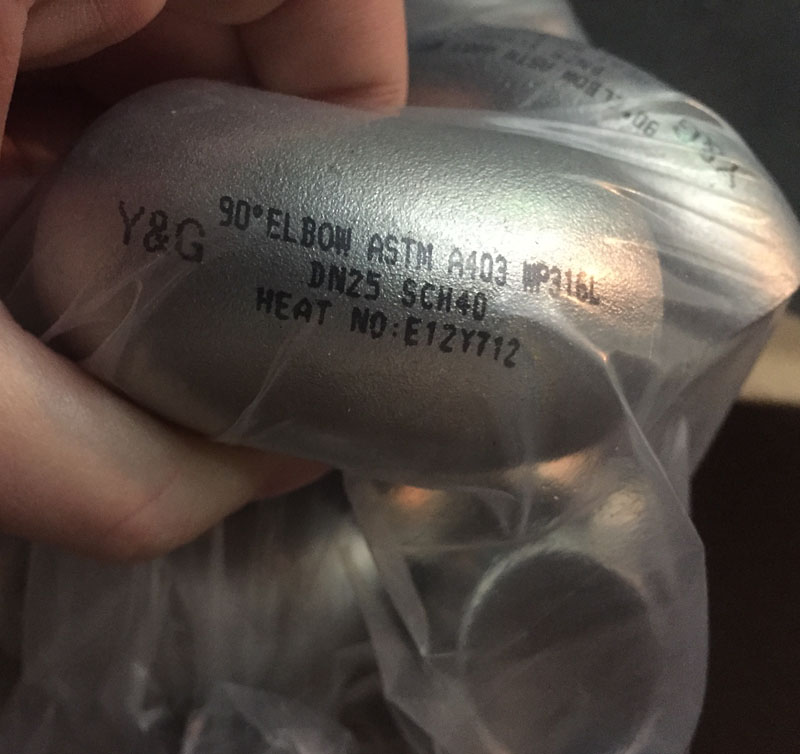 Y&G 90°ELBOW ASTM A403 WP316L
DN25 SCH40
HEAT NO:E12Y712